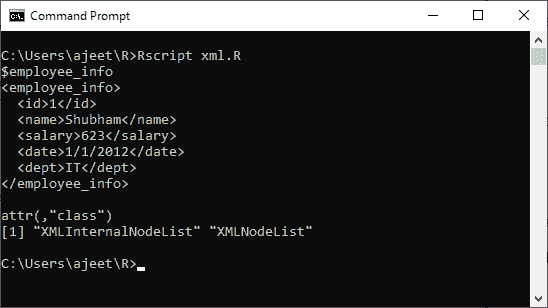 Command Prompt
C:\Users\ajeet\R>Rscript xml.R
$employee_info
<employee_info>
  <id>1</id>
  <name>Shubham</name>
  <salary>623</salary>
  <date>1/1/2012</date>
  <dept>IT</dept>
</employee_info>
attr(,"class")
[1] "XMLInternalNodeList" "XMLNodeList"
C:\Users\ajeet\R>